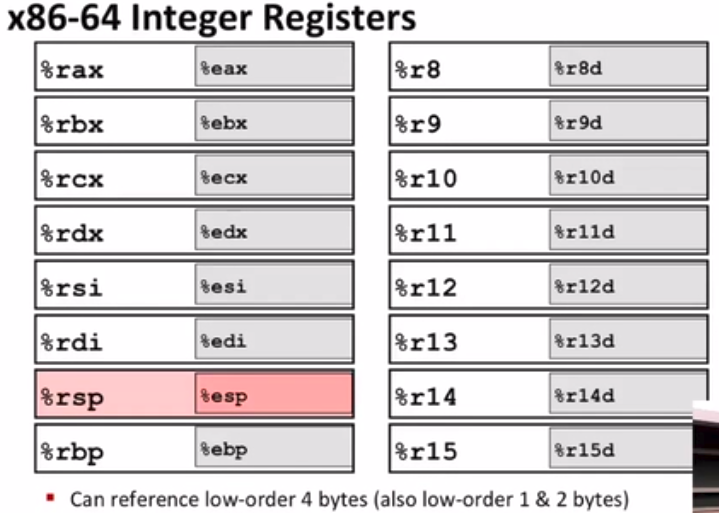 x86-64 Integer Registers
%rax %eax %r8 %r8d
%rbx %ebx %r9 %r9d
%rcx %ecx %r10 %r10d
%rdx %edx %r11 %r11d
%rsi %esi %r12 %r12d
%rdi %edi %r13 %r13d
%rsp %esp %r14 %r14d
%rbp %ebp %r15 %r15d
▪ Can reference low-order 4 bytes (also low-order 1 & 2 bytes)